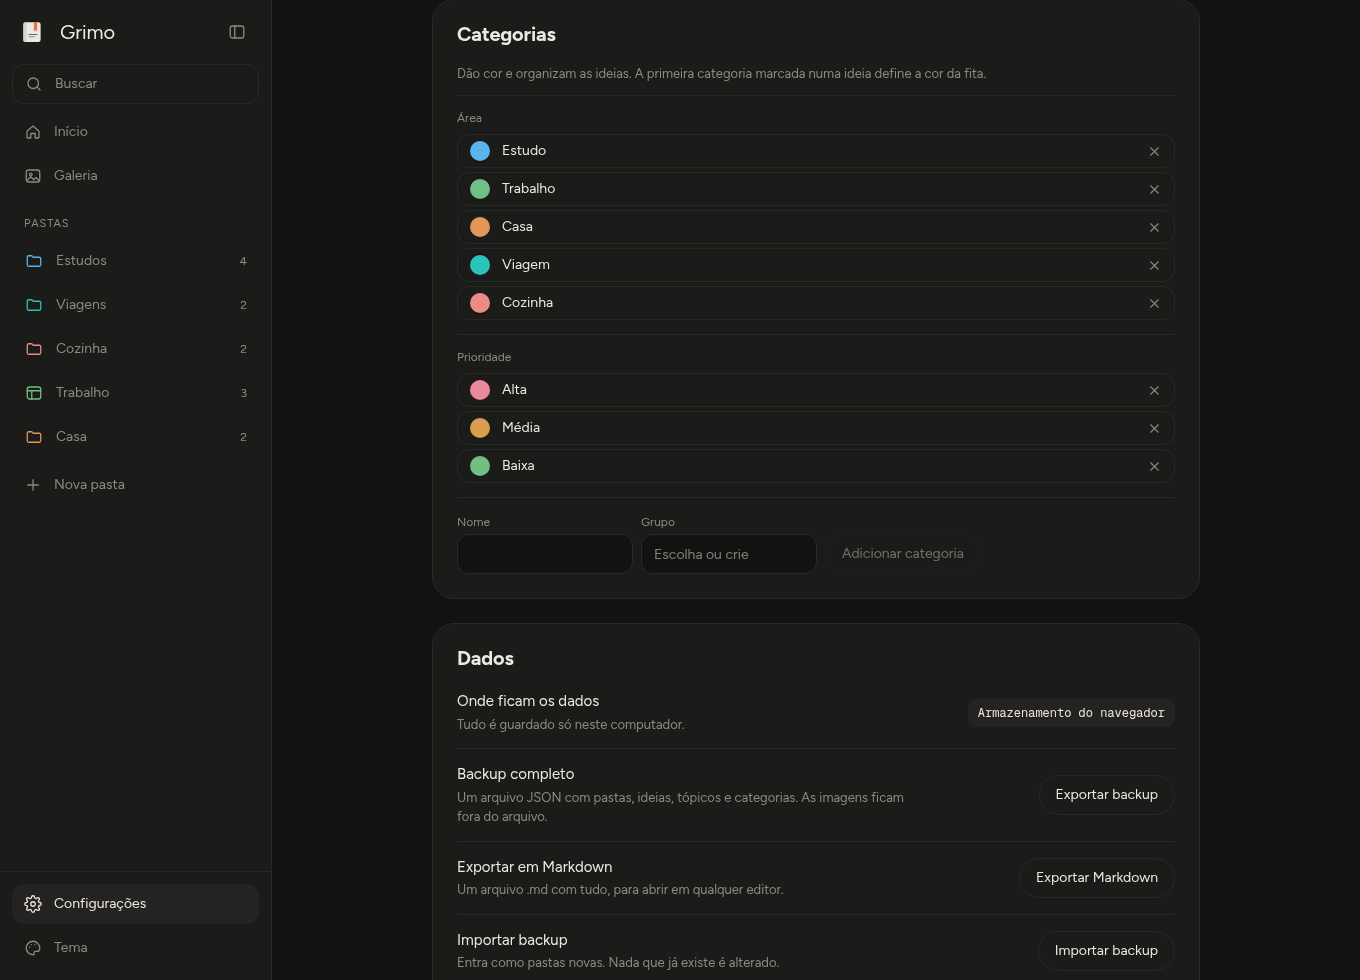 Grimo
Buscar
Início
Galeria
PASTAS
Estudos 4
Viagens 2
Cozinha 2
Trabalho 3
Casa 2
Nova pasta
Configurações
Tema
Categorias
Dão cor e organizam as ideias. A primeira categoria marcada numa ideia define a cor da fita.
Área
Estudo
Trabalho
Casa
Viagem
Cozinha
Prioridade
Alta
Média
Baixa
Nome Grupo
Escolha ou crie Adicionar categoria
Dados
Onde ficam os dados
Tudo é guardado só neste computador.
Armazenamento do navegador
Backup completo
Um arquivo JSON com pastas, ideias, tópicos e categorias. As imagens ficam
fora do arquivo.
Exportar backup
Exportar em Markdown
Um arquivo .md com tudo, para abrir em qualquer editor.
Exportar Markdown
Importar backup
Entra como pastas novas. Nada que já existe é alterado.
Importar backup